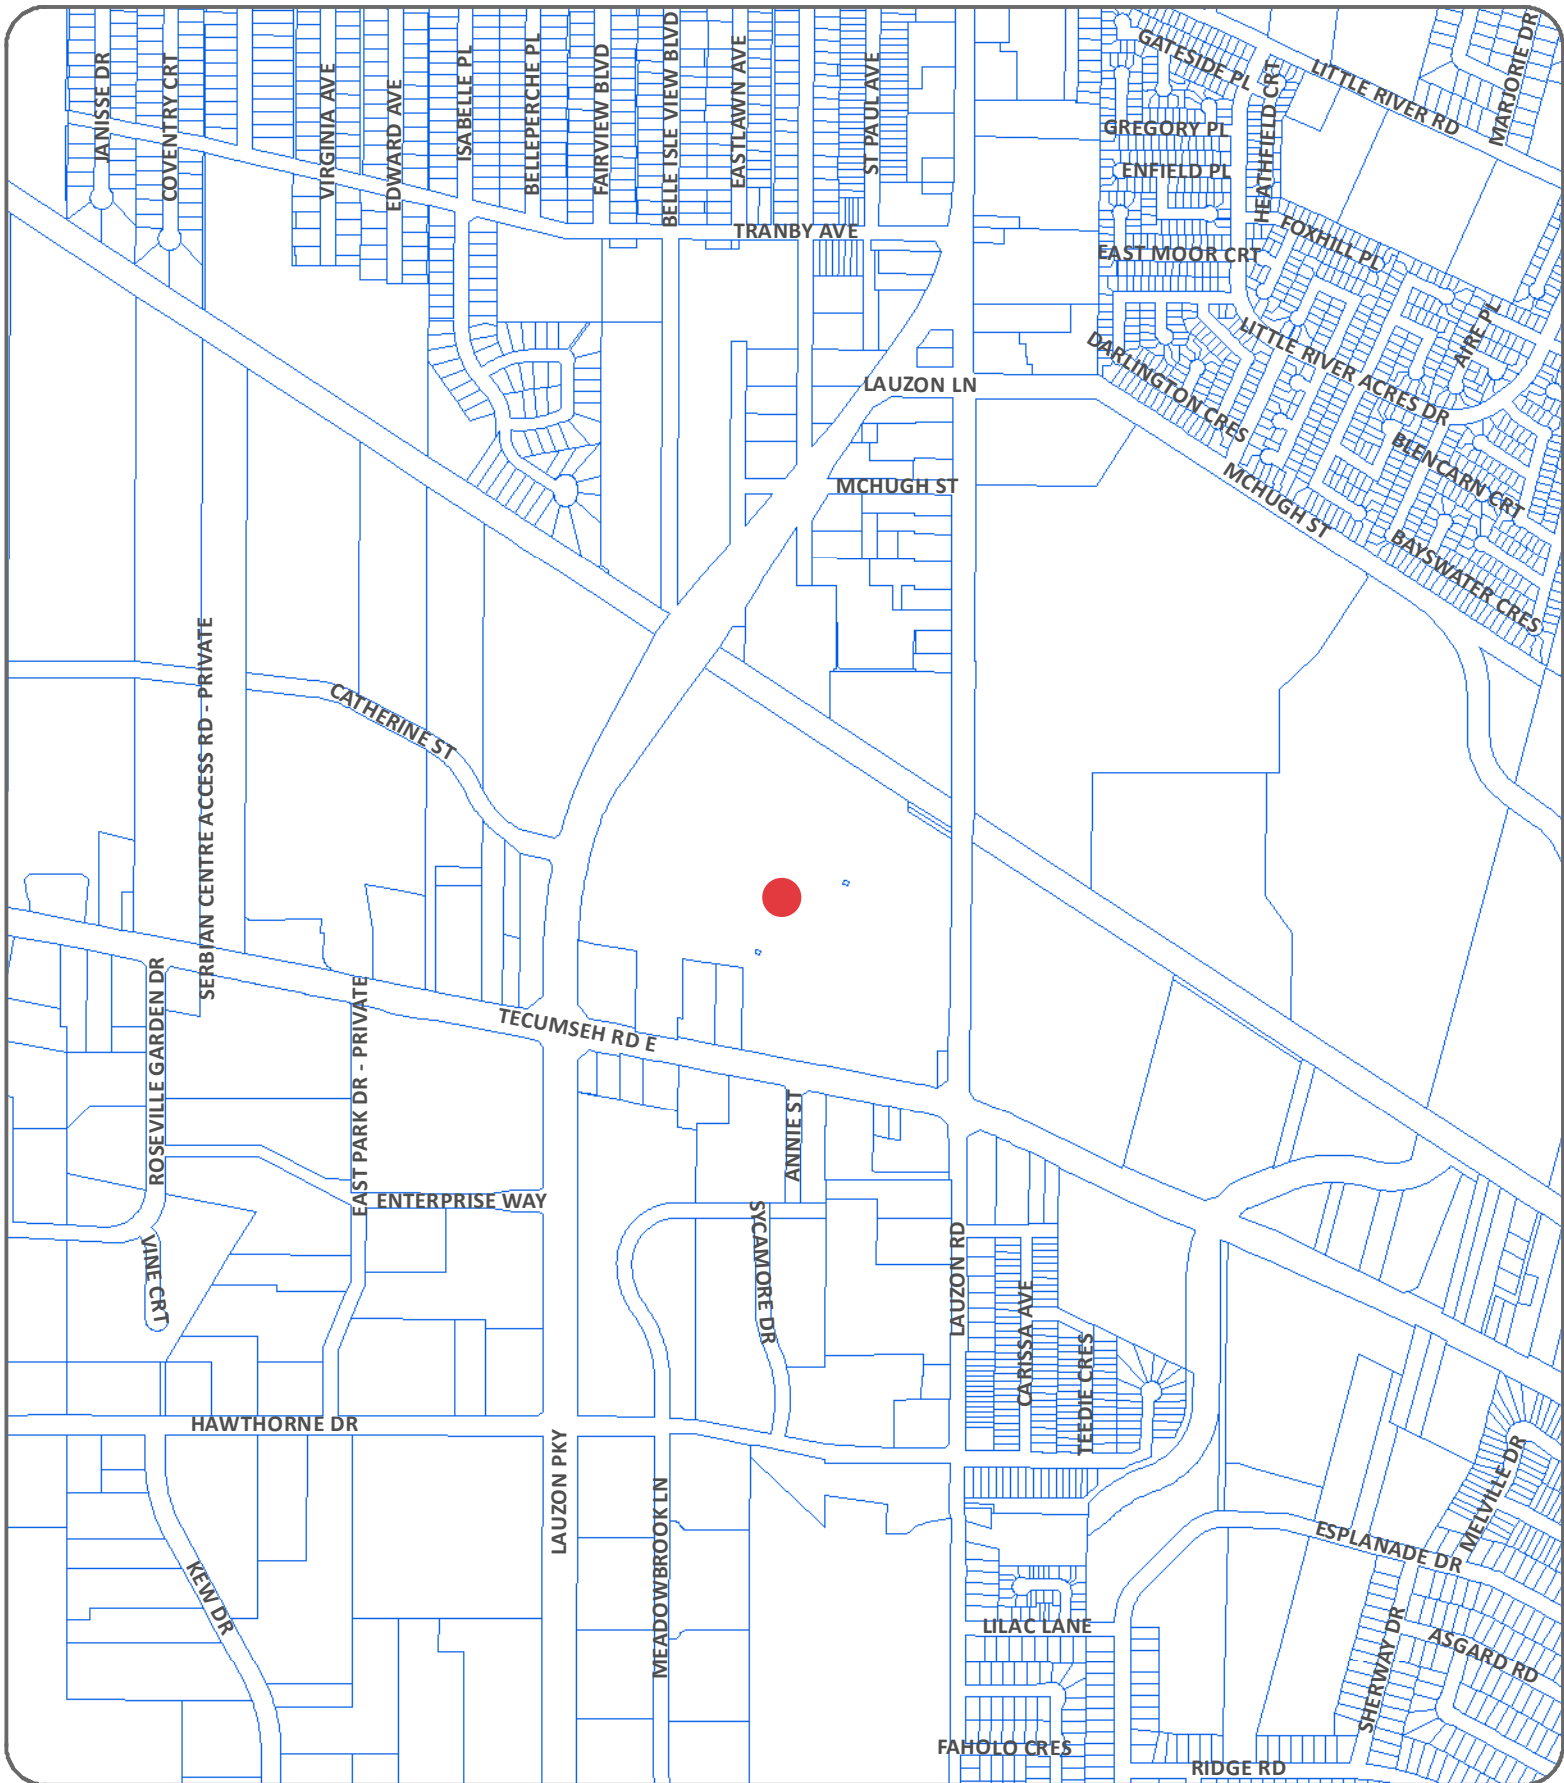 JANISSE DR
COVENTRY CRT
VIRGINIA AVE
EDWARD AVE
ISABELLE PL
BELLEPERCHE PL
FAIRVIEW BLVD
BELLE ISLE VIEW BLVD
EASTLAWN AVE
ST PAUL AVE
GATESIDE PL
LITTLE RIVER RD
MARJORIE DR
GREGORY PL
HEATHFIELD CRT
ENFIELD PL
TRANBY AVE
EAST MOOR CRT
FOXHILL PL
AIRE PL
DARLINGTON CRES
LITTLE RIVER ACRES DR
LAUZON LN
BLENCARN CRT
MCHUGH ST
MCHUGH ST
BAYSWATER CRES
SERBIAN CENTRE ACCESS RD - PRIVATE
CATHERINE ST
ROSEVILLE GARDEN DR
EAST PARK DR - PRIVATE
TECUMSEH RD E
ANNIE ST
ENTERPRISE WAY
VINE CRT
SYCAMORE DR
LAUZON RD
CARISSA AVE
TEEDIE CRES
HAWTHORNE DR
LAUZON PKY
MEADOWBROOK LN
KEW DR
MELVILLE DR
ESPLANADE DR
LILAC LANE
SHERWAY DR
ASGARD RD
FAHOLO CRES
RIDGE RD